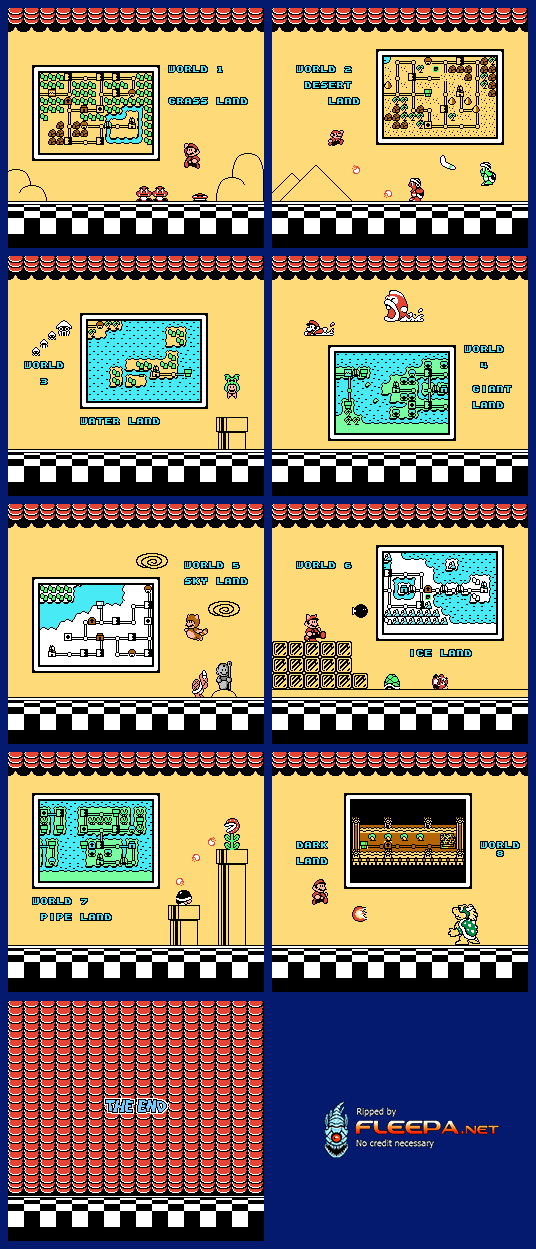 WORLD 1
GRASS LAND
WORLD 2
DESERT
LAND
WORLD
3
WATER LAND
WORLD
4
GIANT
LAND
WORLD 5
SKY LAND
WORLD 6
ICE LAND
WORLD 7
PIPE LAND
DARK
LAND
WORLD
8
THE END
Ripped by
FLEEPA.NET
No credit necessary